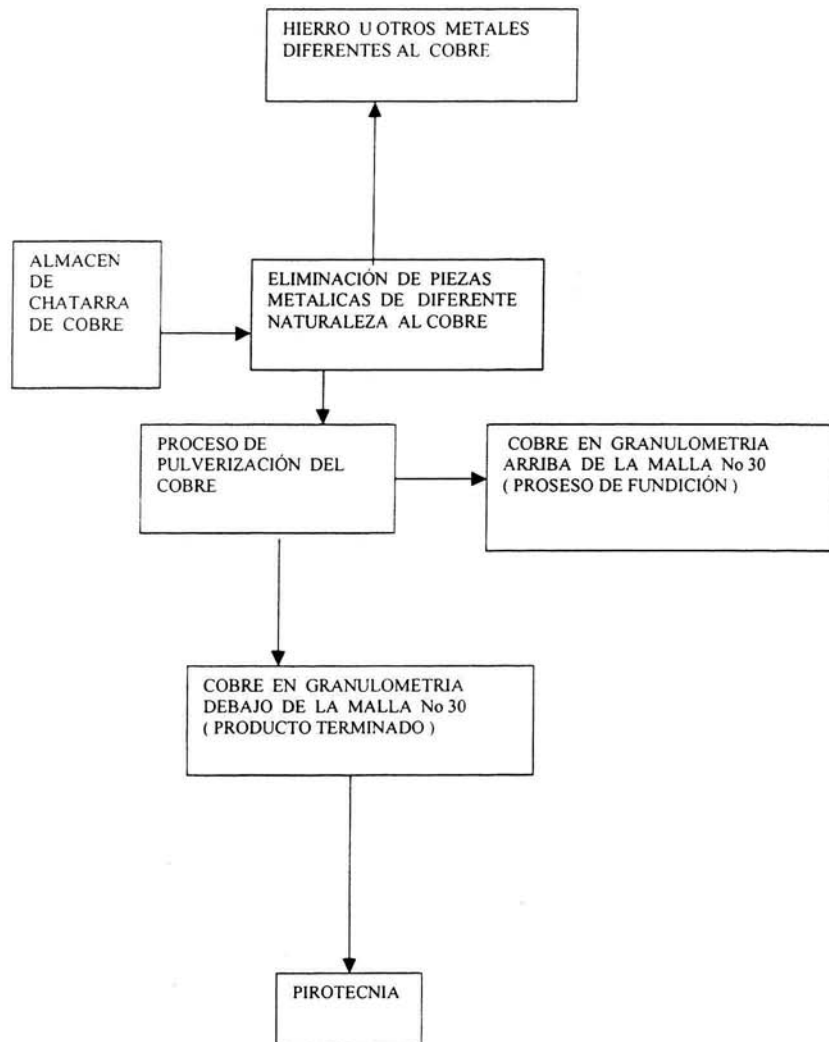 HIERRO U OTROS METALES
DIFERENTES AL COBRE
ALMACEN
DE
CHATARRA
DE COBRE
ELIMINACIÓN DE PIEZAS
METALICAS DE DIFERENTE
NATURALEZA AL COBRE
PROCESO DE
PULVERIZACIÓN DEL
COBRE
COBRE EN GRANULOMETRIA
ARRIBA DE LA MALLA No 30
( PROSESO DE FUNDICIÓN )
COBRE EN GRANULOMETRIA
DEBAJO DE LA MALLA No 30
( PRODUCTO TERMINADO )
PIROTECNIA